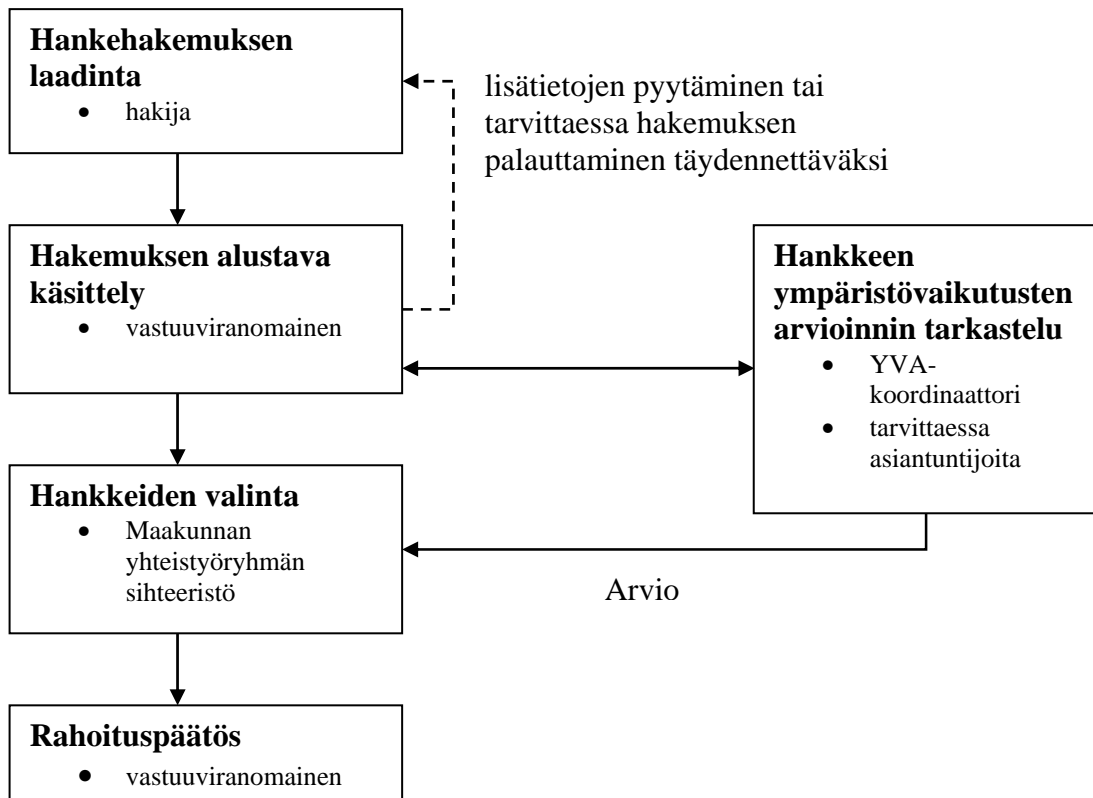 Hankehakemuksen
laadinta
• hakija
lisätietojen pyytäminen tai
tarvittaessa hakemuksen
palauttaminen täydennettäväksi
Hakemuksen alustava
käsittely
• vastuuviranomainen
Hankkeen
ympäristövaikutusten
arvioinnin tarkastelu
• YVA-
koordinaattori
• tarvittaessa
asiantuntijoita
Hankkeiden valinta
• Maakunnan
yhteistyöryhmän
sihteeristö
Arvio
Rahoituspäätös
• vastuuviranomainen